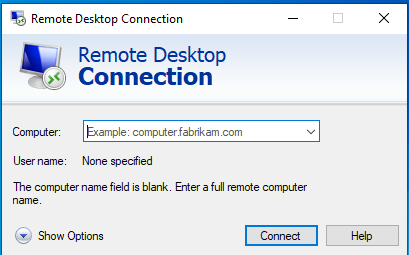 Remote Desktop Connection
Remote Desktop
Connection
Computer: Example: computer.fabrikam.com
User name: None specified
The computer name field is blank. Enter a full remote computer
name.
Show Options Connect Help